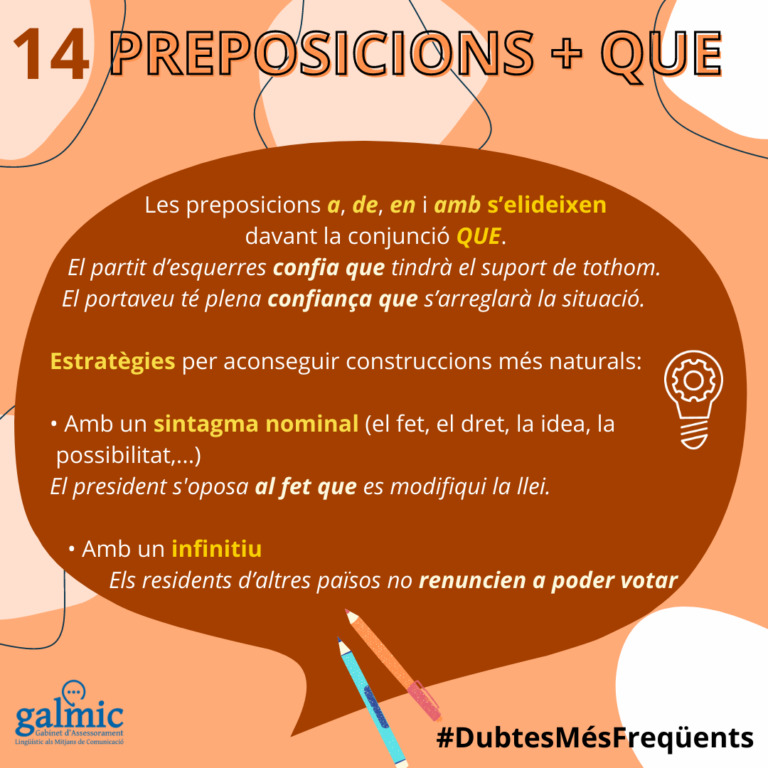 14 PREPOSICIONS + QUE
Les preposicions a, de, en i amb s’elideixen
davant la conjunció QUE.
El partit d’esquerres confia que tindrà el suport de tothom.
El portaveu té plena confiança que s’arreglarà la situació.
Estratègies per aconseguir construccions més naturals:
• Amb un sintagma nominal (el fet, el dret, la idea, la
possibilitat,...)
El president s'oposa al fet que es modifiqui la llei.
• Amb un infinitiu
Els residents d’altres països no renuncien a poder votar
galmic
Gabinet d'Assessorament
Lingüístic als Mitjans de Comunicació
#DubtesMésFreqüents